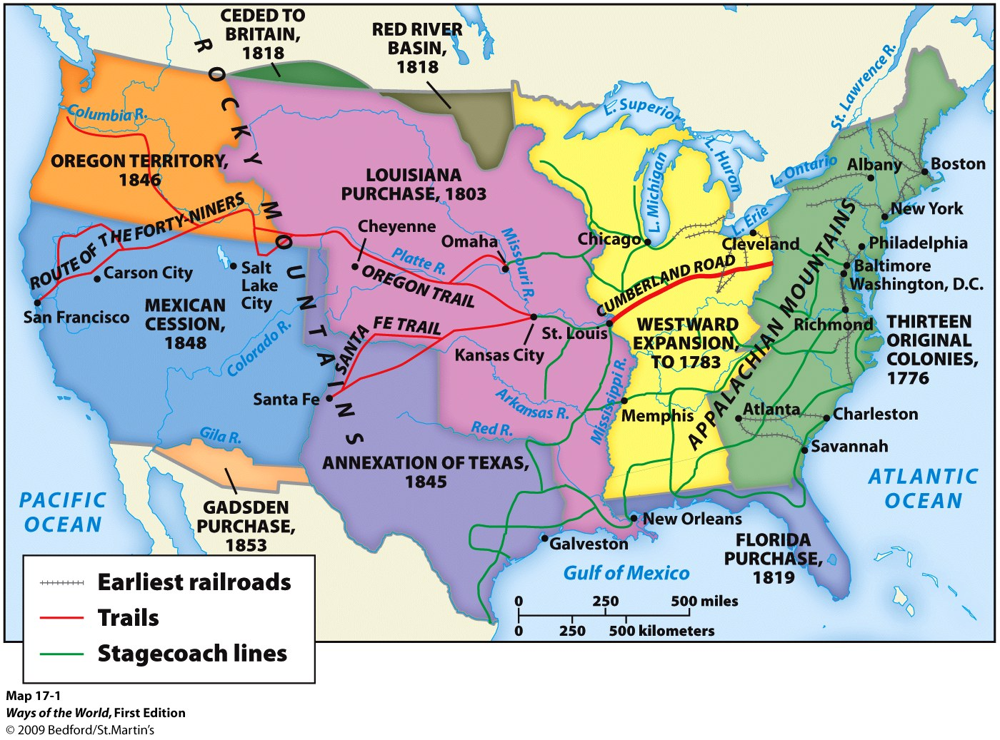 CEDED TO
BRITAIN,
1818
RED RIVER
BASIN,
1818
ROCKY MOUNTAINS
St. Lawrence R.
Columbia R.
L. Superior
L. Huron
L. Michigan
L. Ontario
L. Erie
OREGON TERRITORY,
1846
LOUISIANA
PURCHASE, 1803
Albany
Boston
New York
Philadelphia
Baltimore
Washington, D.C.
Richmond
ROUTE OF THE FORTY-NINERS
Cheyenne
Omaha
Missouri R.
Platte R.
Chicago
Cleveland
CUMBERLAND ROAD
APPALACHIAN MOUNTAINS
Carson City
Salt
Lake
City
OREGON TRAIL
San Francisco
MEXICAN
CESSION,
1848
Colorado R.
SANTA FE TRAIL
St. Louis
Kansas City
WESTWARD
EXPANSION,
TO 1783
THIRTEEN
ORIGINAL
COLONIES,
1776
Santa Fe
Arkansas R.
Mississippi R.
Memphis
Atlanta
Charleston
Savannah
Gila R.
Red R.
ANNEXATION OF TEXAS,
1845
PACIFIC
OCEAN
ATLANTIC
OCEAN
GADSDEN
PURCHASE,
1853
New Orleans
Galveston
FLORIDA
PURCHASE,
1819
Gulf of Mexico
0 250 500 miles
0 250 500 kilometers
Earliest railroads
Trails
Stagecoach lines
Map 17-1
Ways of the World, First Edition
© 2009 Bedford/St.Martin's